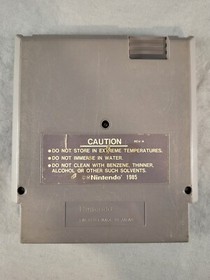 CAUTION
•DO NOT STORE IN EXTREME TEMPERATURES.
•DO NOT IMMERSE IN WATER.
•DO NOT CLEAN WITH BENZENE, THINNER,
ALCOHOL OR OTHER SUCH SOLVENTS.
©®Nintendo® 1985